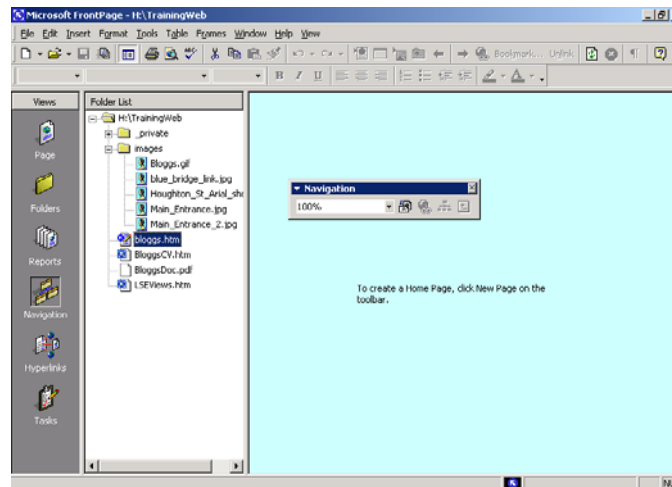 Microsoft FrontPage - H:\TrainingWeb
File Edit Insert Format Tools Table Frames Window Help View
Bookmark... Unlink
B I U
Views
Folder List
H:\TrainingWeb
_private
images
Bloggs.gif
blue_bridge_link.jpg
Houghton_St_Arial_sho
Main_Entrance.jpg
Main_Entrance_2.jpg
bloggs.htm
BloggsCV.htm
BloggsDoc.pdf
LSEViews.htm
Page
Folders
Reports
Navigation
Hyperlinks
Tasks
Navigation
100%
To create a Home Page, click New Page on the
toolbar.